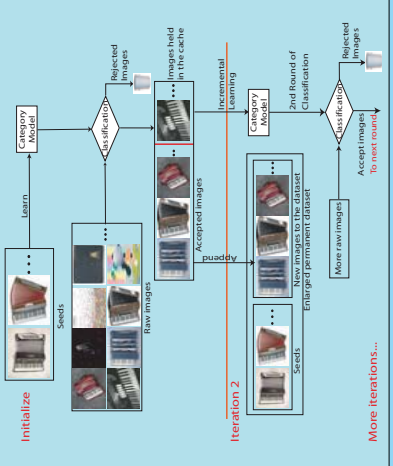 Initialize
Learn
Category
Model
Seeds
Raw images
Classification
Rejected
Images
Accepted images
Images held
in the cache
Append
Incremental
Learning
Iteration 2
Category
Model
2nd Round of
Classification
Seeds
New images to the dataset
Enlarged permanent dataset
More raw images
Classification
Rejected
Images
Accept images
To next round
More iterations...